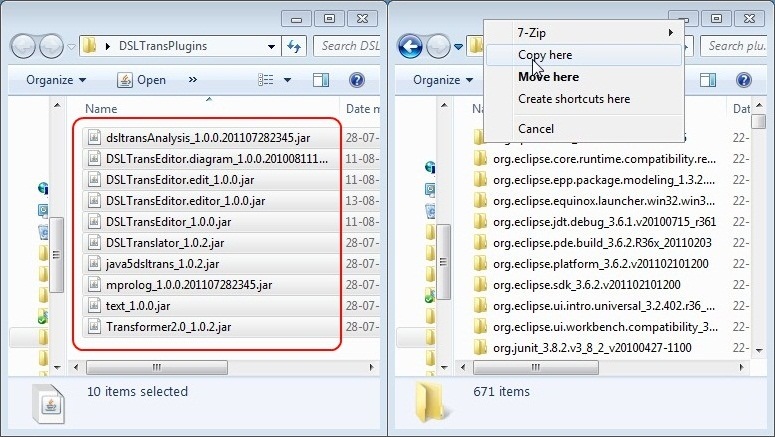 DSLTransPlugins
Search DSL
Organize
Open
Name
Date m
dsltransAnalysis_1.0.0.201107282345.jar 28-07-
DSLTransEditor.diagram_1.0.0.201008111... 11-08-
DSLTransEditor.edit_1.0.0.jar 11-08-
DSLTransEditor.editor_1.0.0.jar 13-08-
DSLTransEditor_1.0.0.jar 11-08-
DSLTranslator_1.0.2.jar 28-07-
java5dsltrans_1.0.2.jar 28-07-
mprolog_1.0.0.201107282345.jar 28-07-
text_1.0.0.jar 28-07-
Transformer2.0_1.0.2.jar 28-07-
10 items selected
Search plu...
7-Zip
Copy here
Move here
Create shortcuts here
Cancel
Organize
Na
Dat
22-
org.eclipse.core.runtime.compatibility.re... 22-
org.eclipse.epp.package.modeling_1.3.2.... 22-
org.eclipse.equinox.launcher.win32.win3... 22-
org.eclipse.jdt.debug_3.6.1.v20100715_r361 22-
org.eclipse.pde.build_3.6.2.R36x_20110203 22-
org.eclipse.platform_3.6.2.v201102101200 22-
org.eclipse.sdk_3.6.2.v201102101200 22-
org.eclipse.ui.intro.universal_3.2.402.r36_... 22-
org.eclipse.ui.workbench.compatibility_3.... 22-
org.junit_3.8.2.v3_8_2_v20100427-1100 22-
671 items